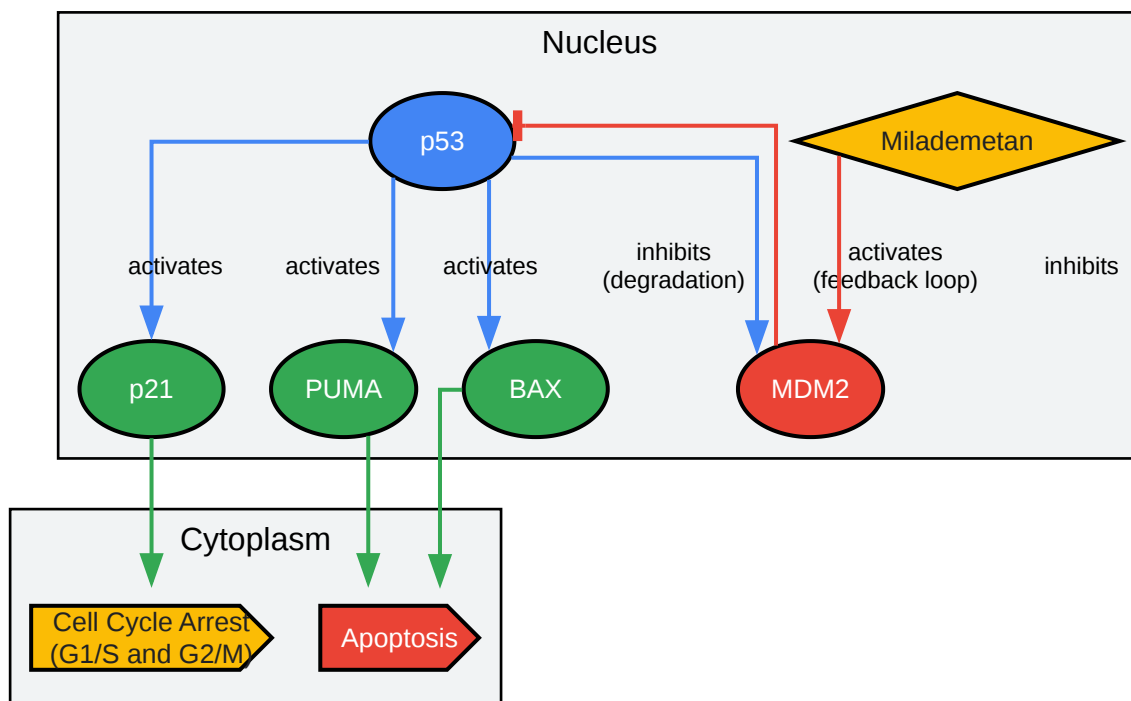 Nucleus
p53
Milademetan
activates
activates
activates
inhibits
(degradation)
activates
(feedback loop)
inhibits
p21
PUMA
BAX
MDM2
Cytoplasm
Cell Cycle Arrest
(G1/S and G2/M)
Apoptosis